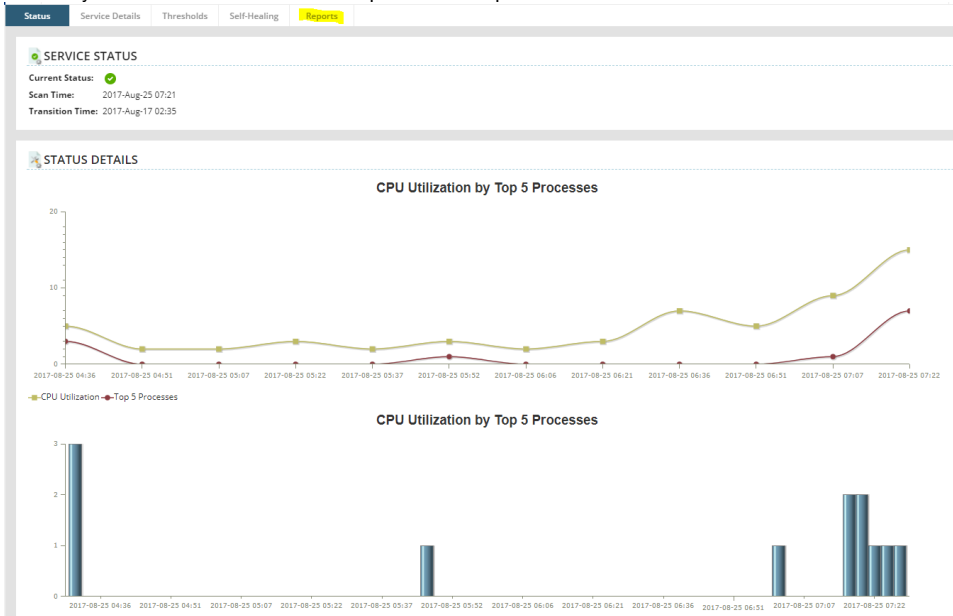 Status Service Details Thresholds Self-Healing Reports
SERVICE STATUS
Current Status:
Scan Time: 2017-Aug-25 07:21
Transition Time: 2017-Aug-17 02:35
STATUS DETAILS
CPU Utilization by Top 5 Processes
20
10
0
2017-08-25 04:36 2017-08-25 04:51 2017-08-25 05:07 2017-08-25 05:22 2017-08-25 05:37 2017-08-25 05:52 2017-08-25 06:06 2017-08-25 06:21 2017-08-25 06:36 2017-08-25 06:51 2017-08-25 07:07 2017-08-25 07:22
CPU Utilization Top 5 Processes
CPU Utilization by Top 5 Processes
3
2
1
0
2017-08-25 04:36 2017-08-25 04:51 2017-08-25 05:07 2017-08-25 05:22 2017-08-25 05:37 2017-08-25 05:52 2017-08-25 06:06 2017-08-25 06:21 2017-08-25 06:36 2017-08-25 06:51 2017-08-25 07:07 2017-08-25 07:22